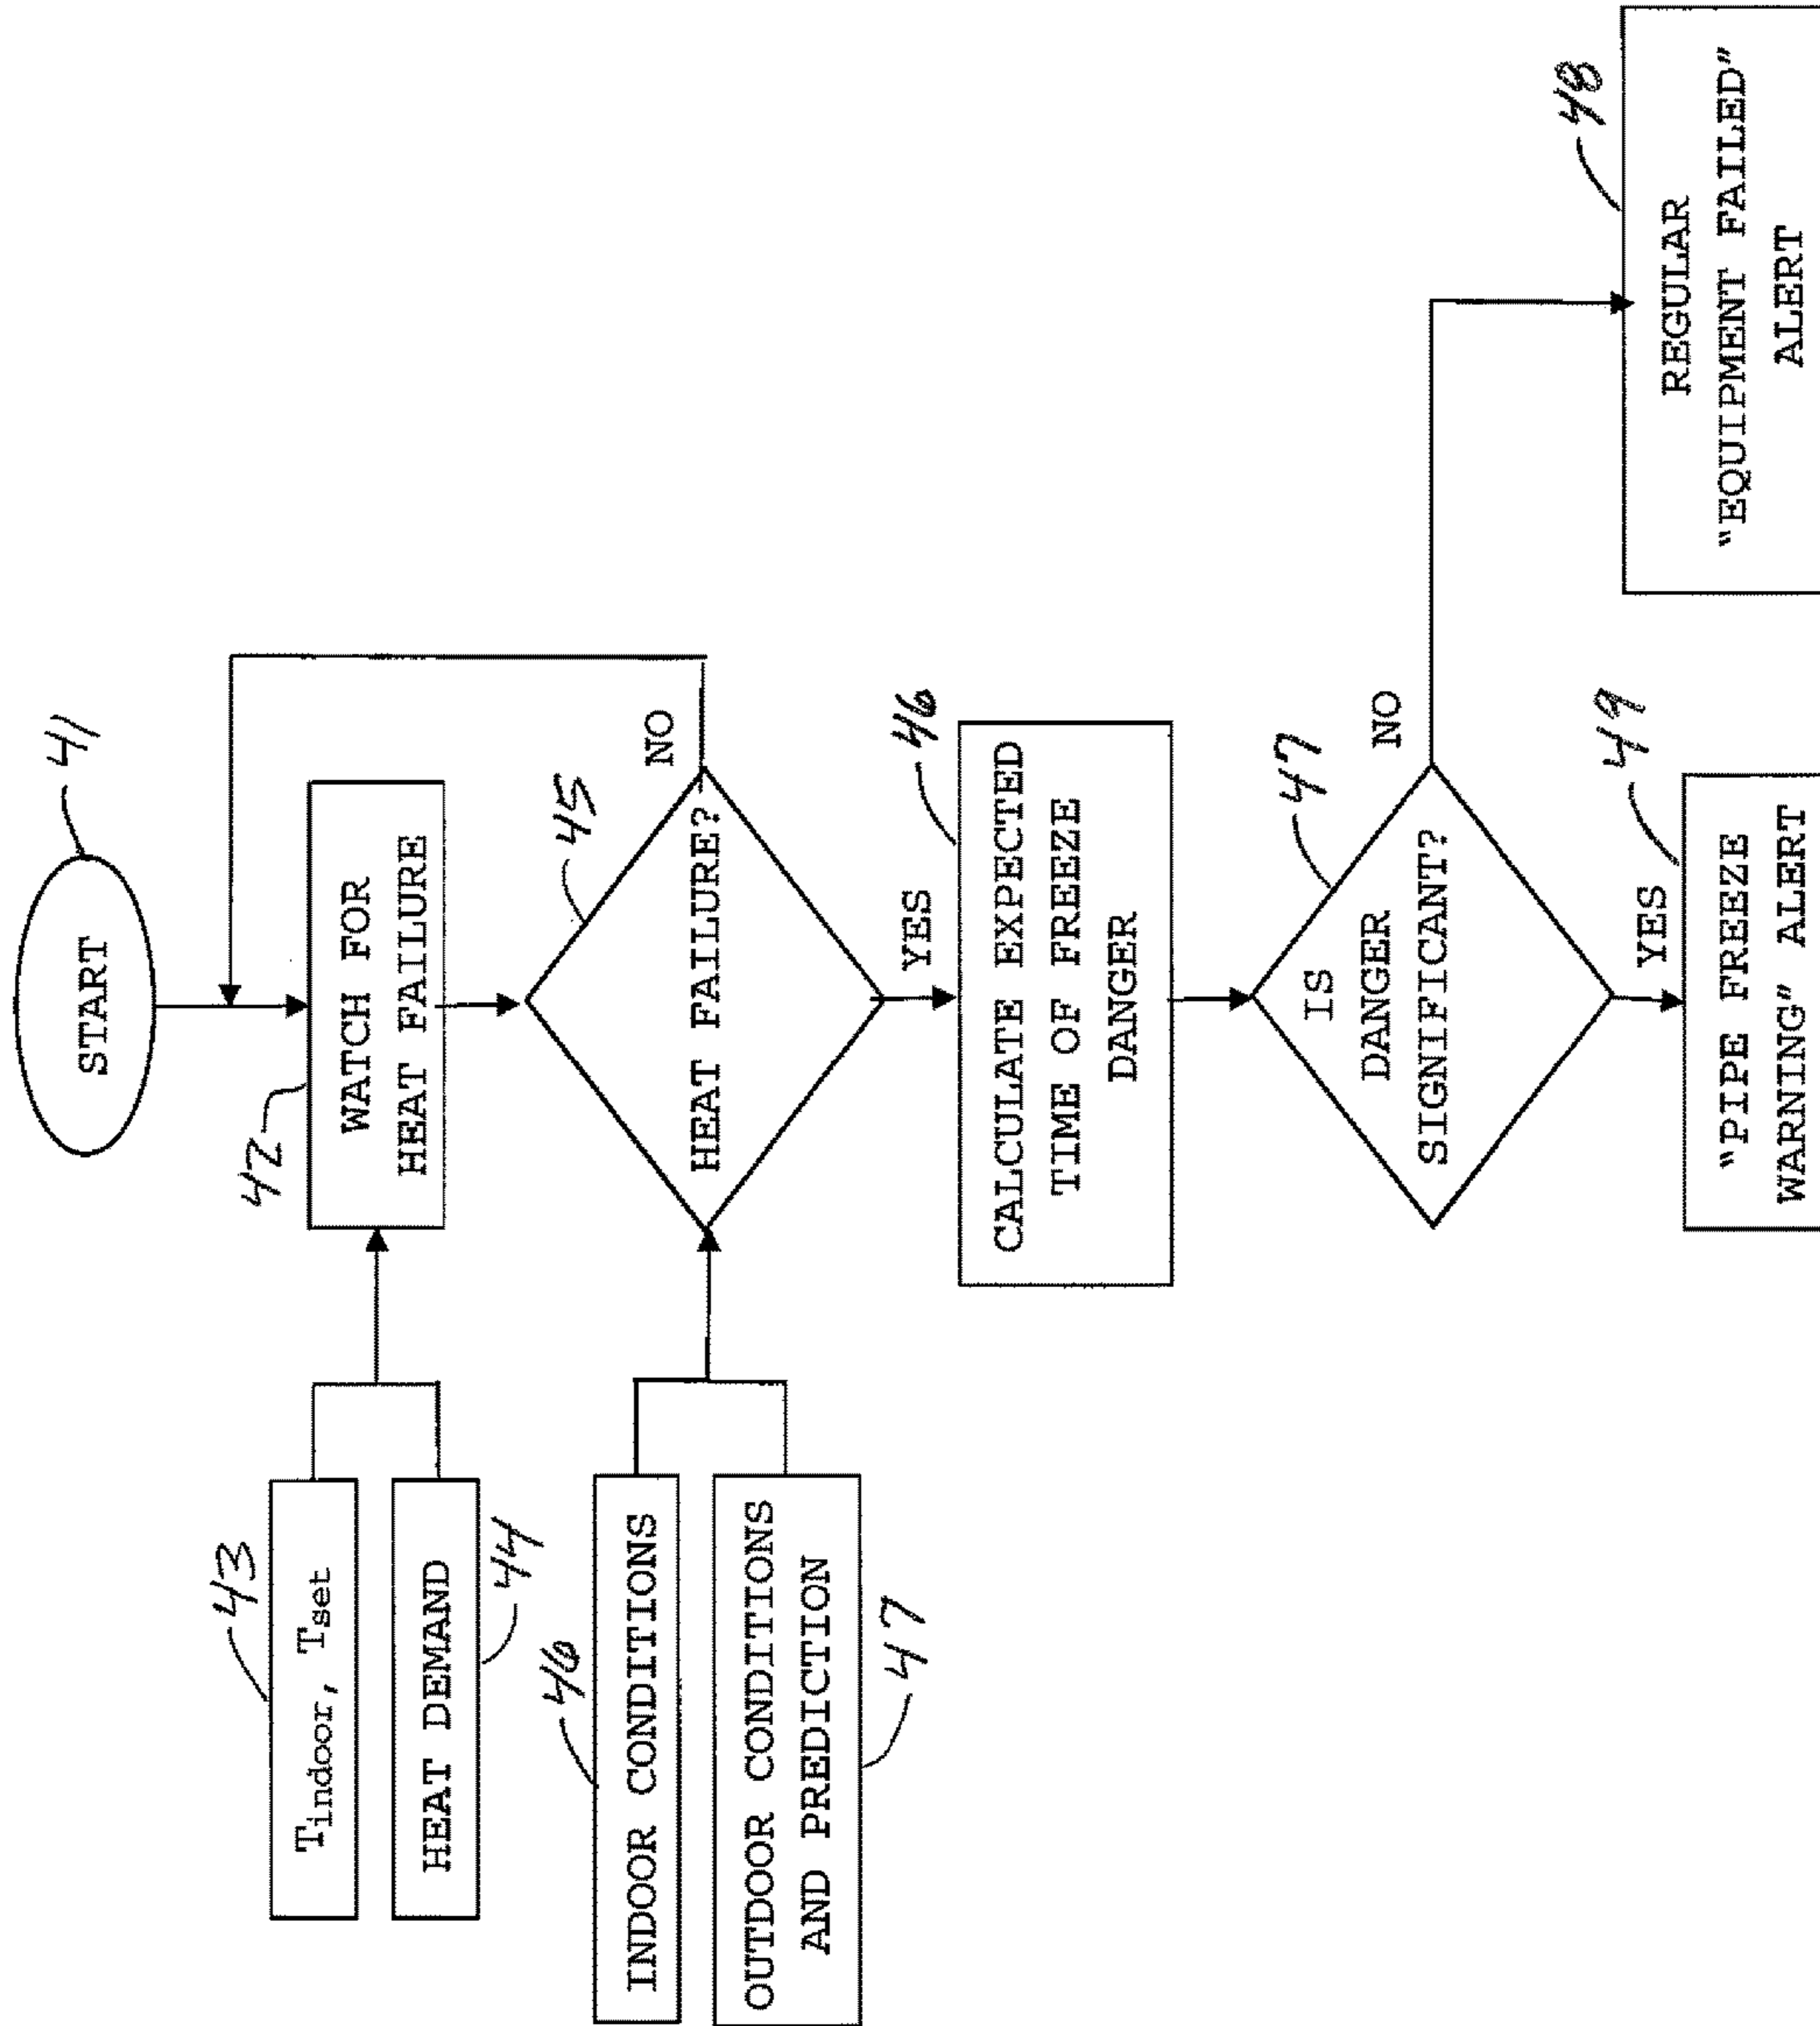 41
START
42
WATCH FOR
HEAT FAILURE
43
Tindoor, Tset
44
HEAT DEMAND
45
HEAT FAILURE?
NO
YES
46
INDOOR CONDITIONS
OUTDOOR CONDITIONS
AND PREDICTION
47
46
CALCULATE EXPECTED
TIME OF FREEZE
DANGER
47
IS
DANGER
SIGNIFICANT?
NO
YES
49
"PIPE FREEZE
WARNING" ALERT
48
REGULAR
"EQUIPMENT FAILED"
ALERT